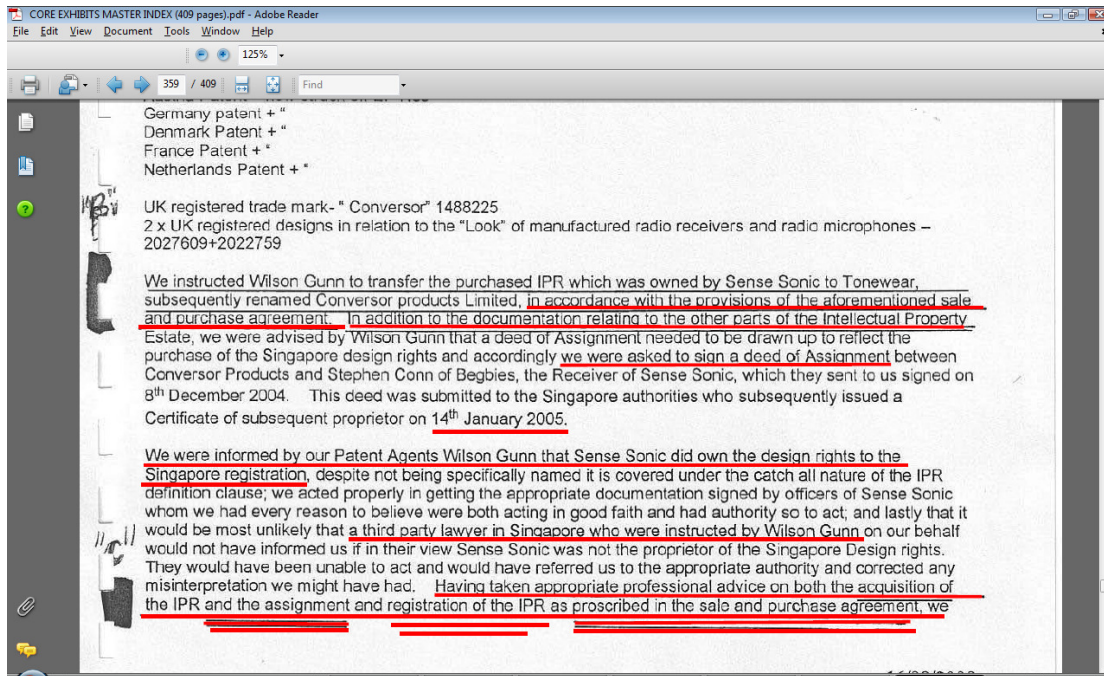 CORE EXHIBITS MASTER INDEX (409 pages).pdf - Adobe Reader
File Edit View Document Tools Window Help
125%
359 / 409 Find
Germany patent + "
Denmark Patent + "
France Patent + "
Netherlands Patent + "
UK registered trade mark- " Conversor" 1488225
2 x UK registered designs in relation to the "Look" of manufactured radio receivers and radio microphones –
2027609+2022759
We instructed Wilson Gunn to transfer the purchased IPR which was owned by Sense Sonic to Tonewear,
subsequently renamed Conversor products Limited, in accordance with the provisions of the aforementioned sale
and purchase agreement. In addition to the documentation relating to the other parts of the Intellectual Property
Estate, we were advised by Wilson Gunn that a deed of Assignment needed to be drawn up to reflect the
purchase of the Singapore design rights and accordingly we were asked to sign a deed of Assignment between
Conversor Products and Stephen Conn of Begbies, the Receiver of Sense Sonic, which they sent to us signed on
8th December 2004. This deed was submitted to the Singapore authorities who subsequently issued a
Certificate of subsequent proprietor on 14th January 2005.
We were informed by our Patent Agents Wilson Gunn that Sense Sonic did own the design rights to the
Singapore registration, despite not being specifically named it is covered under the catch all nature of the IPR
definition clause; we acted properly in getting the appropriate documentation signed by officers of Sense Sonic
whom we had every reason to believe were both acting in good faith and had authority so to act; and lastly that it
would be most unlikely that a third party lawyer in Singapore who were instructed by Wilson Gunn on our behalf
"C"
would not have informed us if in their view Sense Sonic was not the proprietor of the Singapore Design rights.
They would have been unable to act and would have referred us to the appropriate authority and corrected any
misinterpretation we might have had. Having taken appropriate professional advice on both the acquisition of
the IPR and the assignment and registration of the IPR as proscribed in the sale and purchase agreement, we